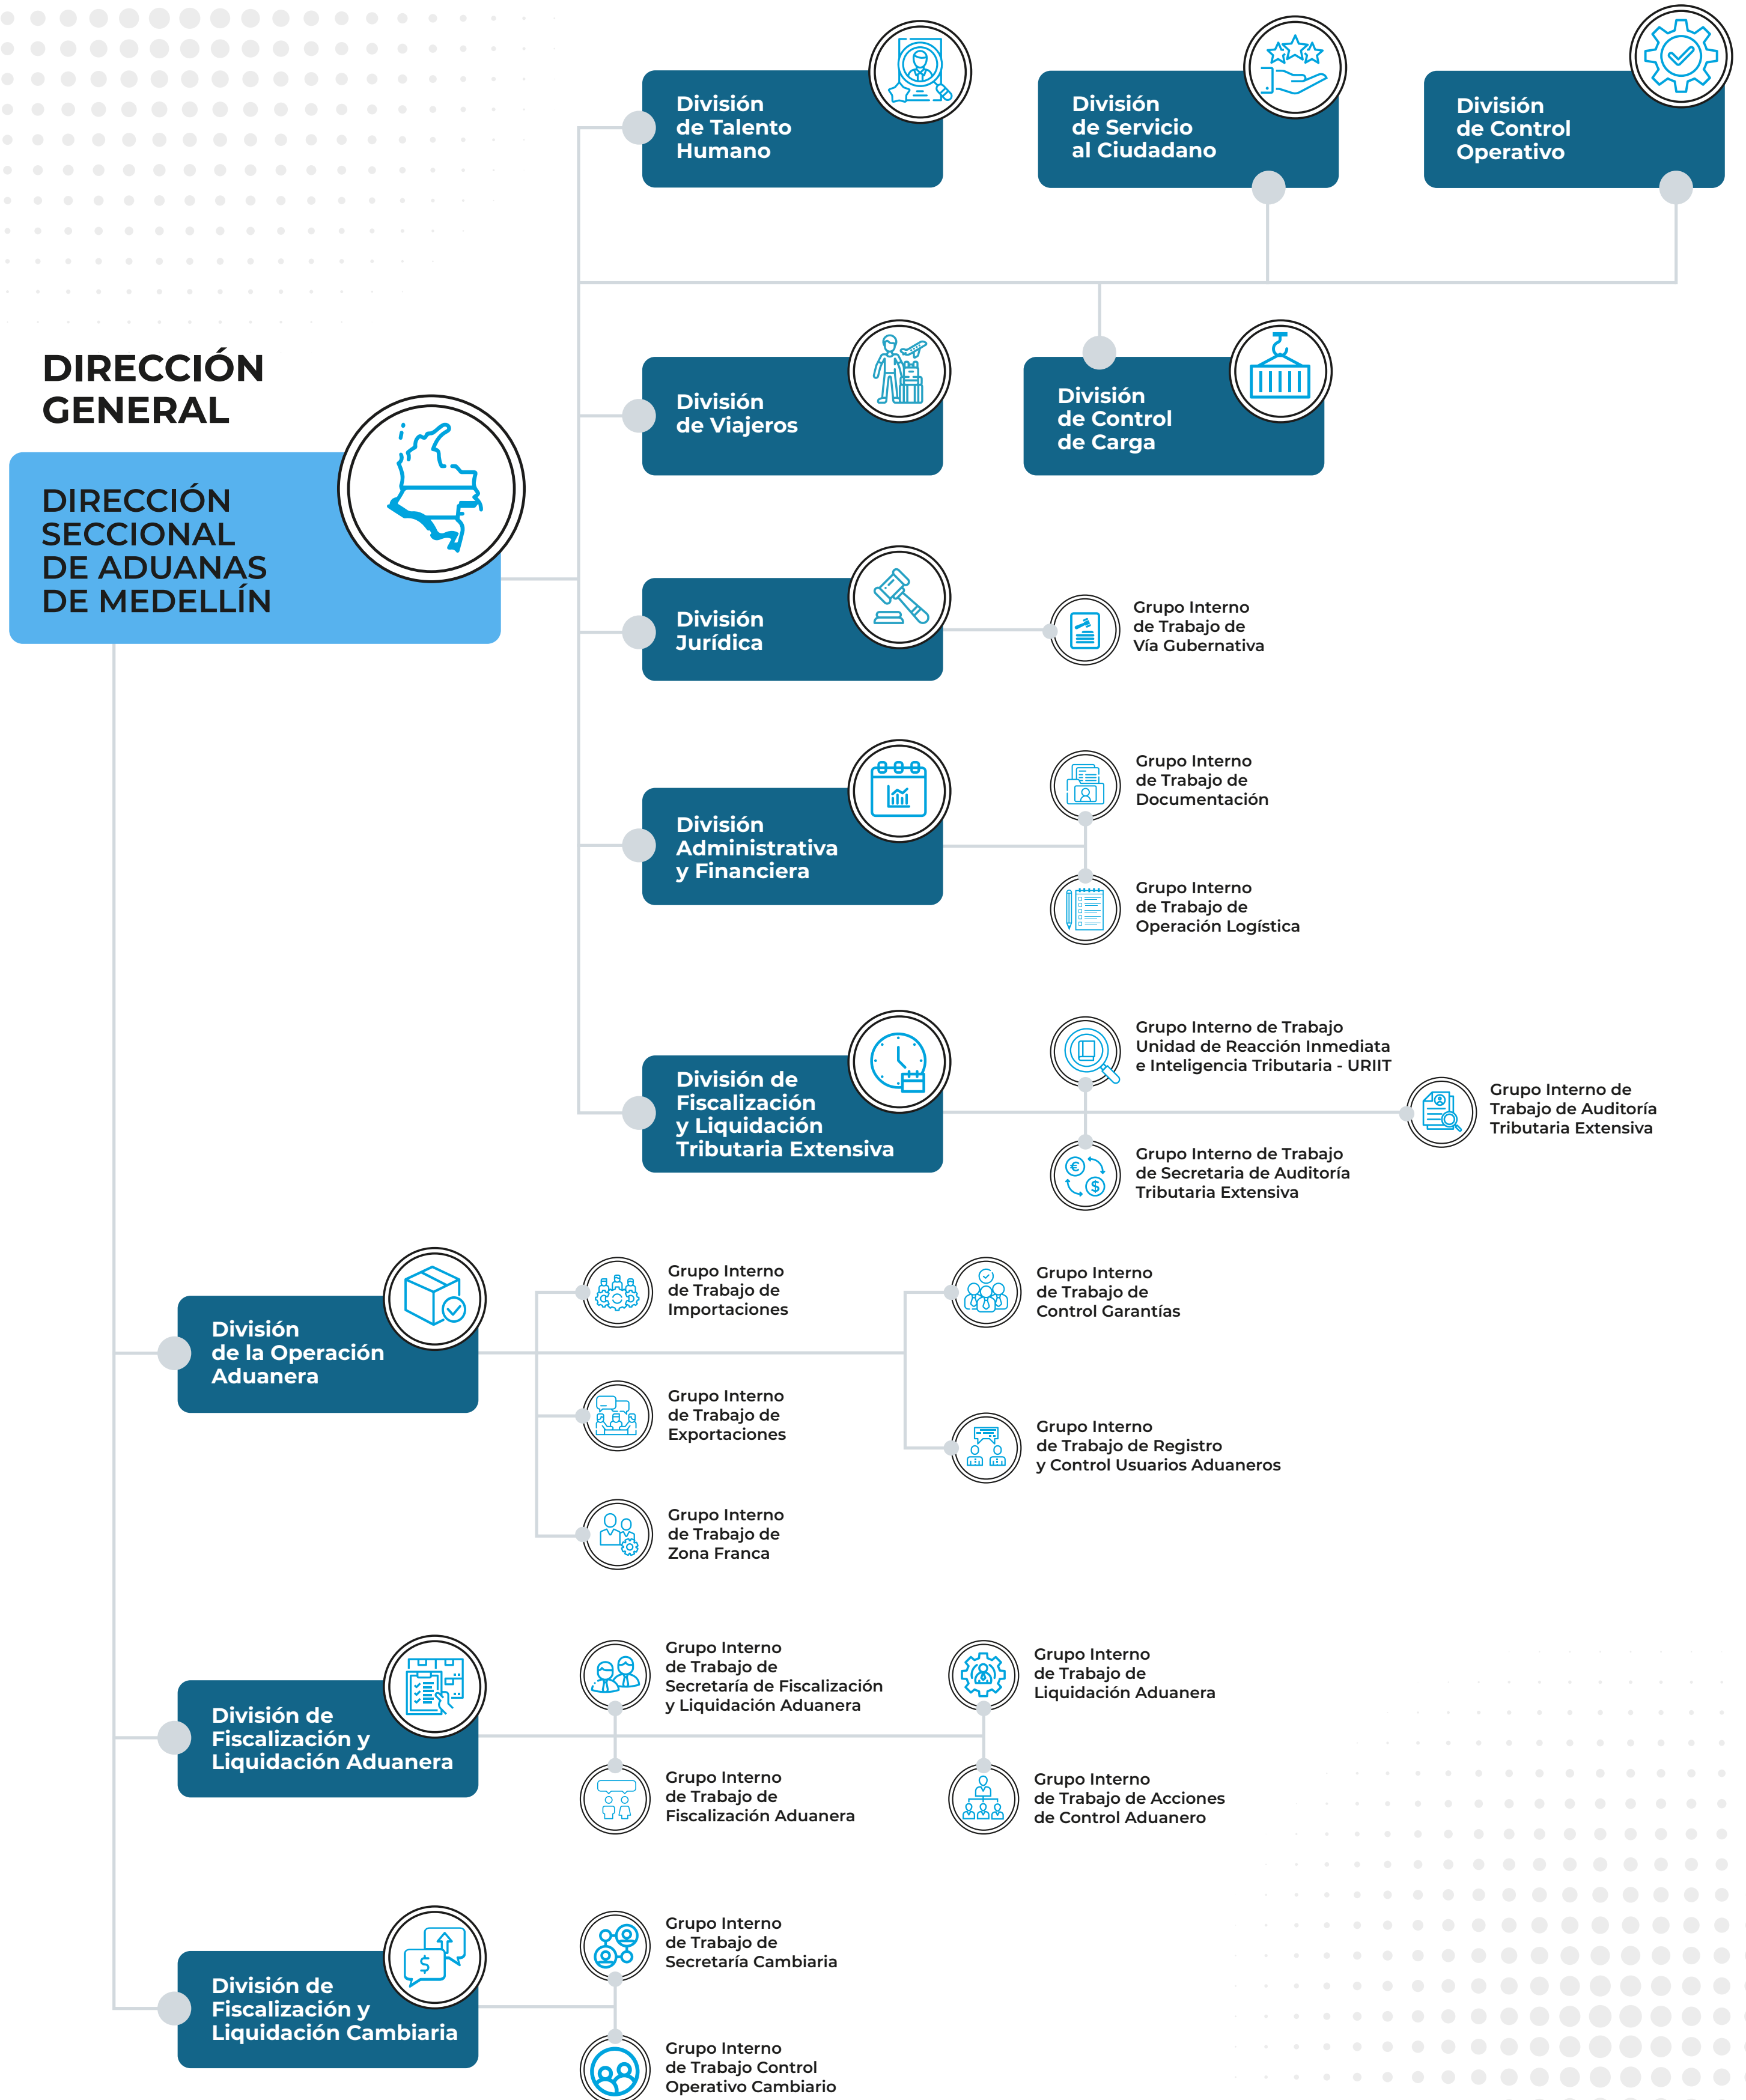 División
de Talento
Humano
División
de Servicio
al Ciudadano
División
de Control
Operativo
DIRECCIÓN
GENERAL
DIRECCIÓN
SECCIONAL
DE ADUANAS
DE MEDELLÍN
División
de Viajeros
División
de Control
de Carga
División
Jurídica
Grupo Interno
de Trabajo de
Vía Gubernativa
División
Administrativa
y Financiera
Grupo Interno
de Trabajo de
Documentación
Grupo Interno
de Trabajo de
Operación Logística
División de
Fiscalización
y Liquidación
Tributaria Extensiva
Grupo Interno de Trabajo
Unidad de Reacción Inmediata
e Inteligencia Tributaria - URIIT
Grupo Interno de Trabajo
de Secretaria de Auditoría
Tributaria Extensiva
Grupo Interno de
Trabajo de Auditoría
Tributaria Extensiva
División
de la Operación
Aduanera
Grupo Interno
de Trabajo de
Importaciones
Grupo Interno
de Trabajo de
Exportaciones
Grupo Interno
de Trabajo de
Zona Franca
Grupo Interno
de Trabajo de
Control Garantías
Grupo Interno
de Trabajo de Registro
y Control Usuarios Aduaneros
División de
Fiscalización y
Liquidación Aduanera
Grupo Interno
de Trabajo de
Secretaría de Fiscalización
y Liquidación Aduanera
Grupo Interno
de Trabajo de
Fiscalización Aduanera
Grupo Interno
de Trabajo de
Liquidación Aduanera
Grupo Interno
de Trabajo de Acciones
de Control Aduanero
División de
Fiscalización y
Liquidación Cambiaria
Grupo Interno
de Trabajo de
Secretaría Cambiaria
Grupo Interno
de Trabajo Control
Operativo Cambiario